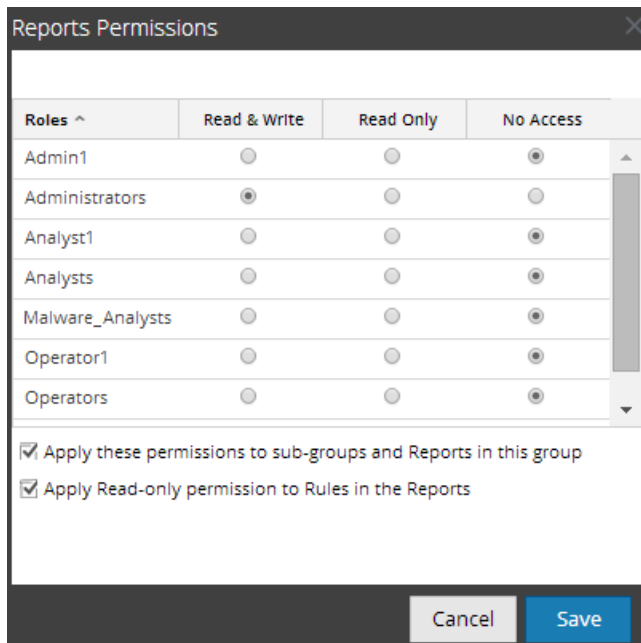 Reports Permissions
Roles Read & Write Read Only No Access
Admin1
Administrators
Analyst1
Analysts
Malware_Analysts
Operator1
Operators
Apply these permissions to sub-groups and Reports in this group
Apply Read-only permission to Rules in the Reports
Cancel Save